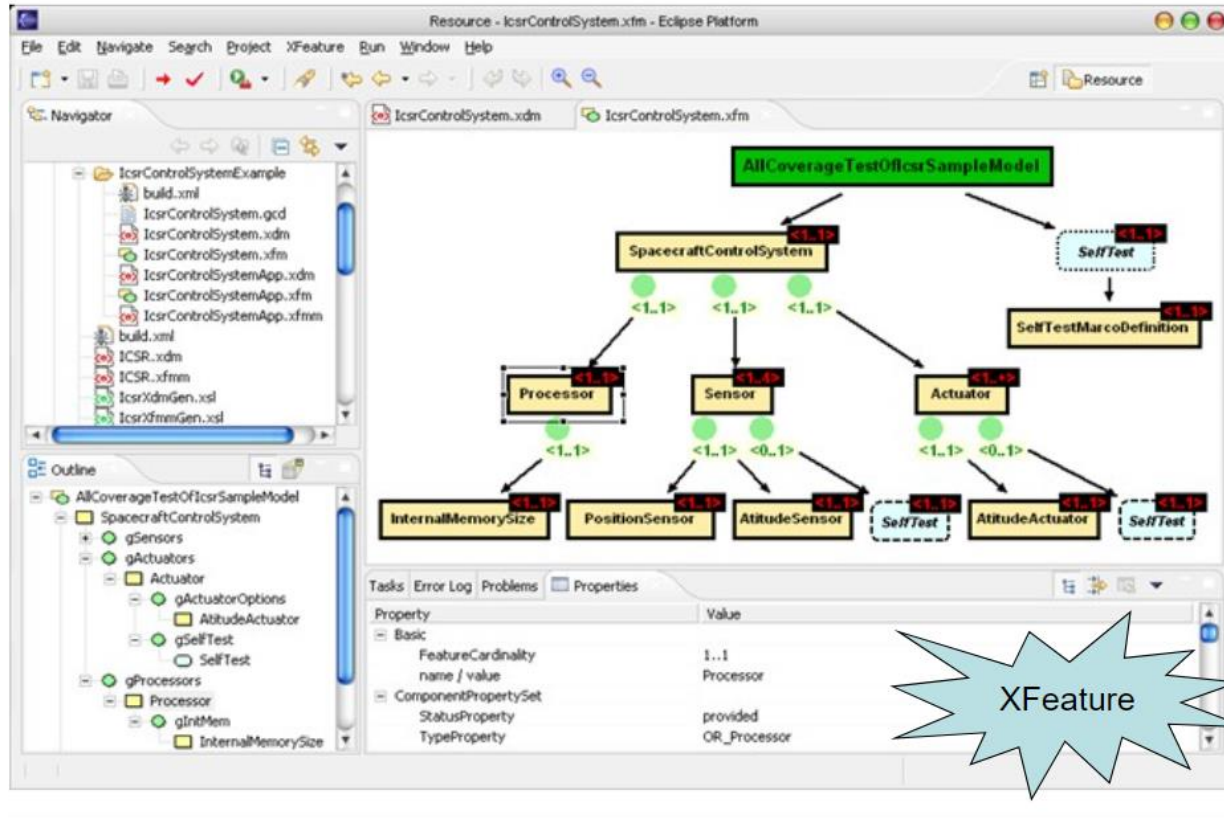 Resource - IcsrControlSystem.xfm - Eclipse Platform
File Edit Navigate Search Project XFeature Run Window Help
Resource
Navigator
IcsrControlSystemExample
build.xml
IcsrControlSystem.gcd
IcsrControlSystem.xdm
IcsrControlSystem.xfm
IcsrControlSystemApp.xdm
IcsrControlSystemApp.xfm
IcsrControlSystemApp.xfmm
build.xml
ICSR.xdm
ICSR.xfmm
IcsrXdmGen.xsl
IcsrXfmmGen.xsl
Outline
AllCoverageTestOfIcsrSampleModel
SpacecraftControlSystem
gSensors
gActuators
Actuator
gActuatorOptions
AtitudeActuator
gSelfTest
SelfTest
gProcessors
Processor
gIntMem
InternalMemorySize
IcsrControlSystem.xdm IcsrControlSystem.xfm
AllCoverageTestOfIcsrSampleModel
<1..1> <1..1>
SpacecraftControlSystem SelfTest
<1..1> <1..1> <1..1>
<1..1>
SelfTestMarcoDefinition
<1..1> <1..4> <1..*>
Processor Sensor Actuator
<1..1> <1..1> <0..1> <1..1> <0..1>
<1..1> <1..1> <1..1> <1..1> <1..1> <1..1>
InternalMemorySize PositionSensor AtitudeSensor SelfTest AtitudeActuator SelfTest
Tasks Error Log Problems Properties
Property Value
Basic
FeatureCardinality 1..1
name / value Processor
ComponentPropertySet
StatusProperty provided
TypeProperty OR_Processor
XFeature